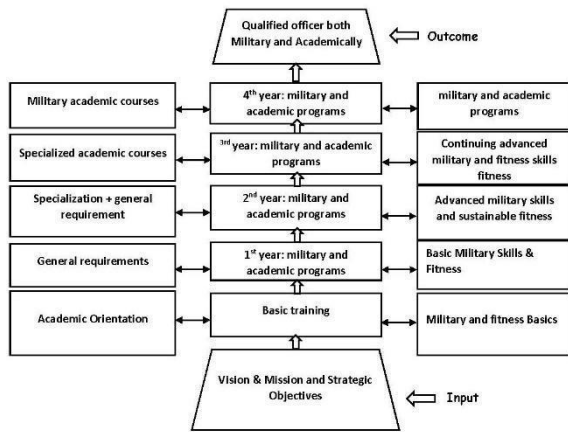 Qualified officer both
Military and Academically
Outcome
Military academic courses
4th year: military and
academic programs
military and academic
programs
Specialized academic courses
3rd year: military and academic
programs
Continuing advanced
military and fitness skills
fitness
Specialization + general
requirement
2nd year: military and
academic programs
Advanced military skills
and sustainable fitness
General requirements
1st year: military and
academic programs
Basic Military Skills &
Fitness
Academic Orientation
Basic training
Military and fitness Basics
Vision & Mission and Strategic
Objectives
Input